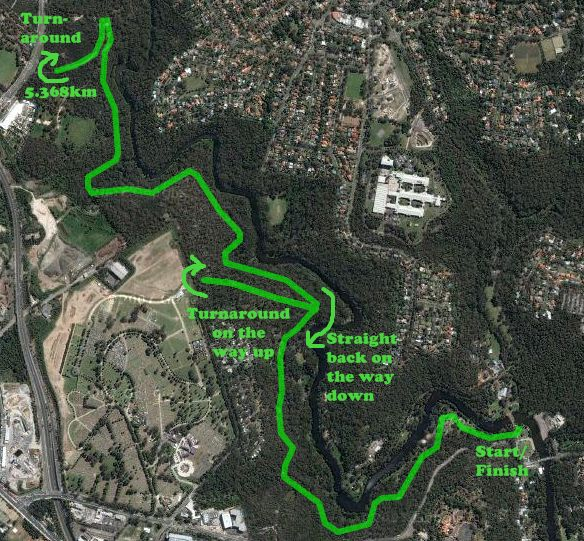 Turn-
around
5.368km
Turnaround
on the
way up
Straight
back on
the way
down
Start/
Finish